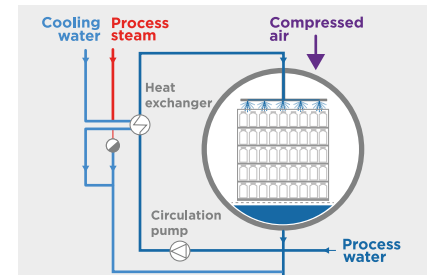 Cooling
water
Process
steam
Compressed
air
Heat
exchanger
Circulation
pump
Process
water